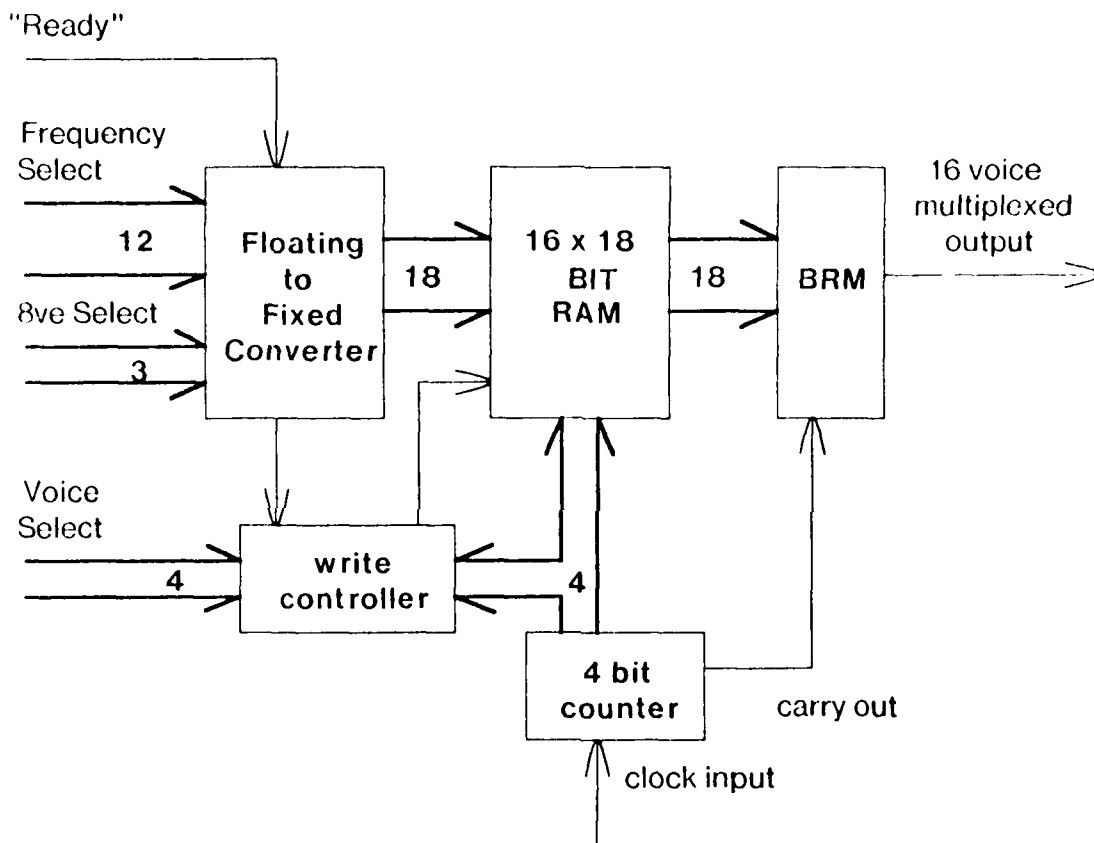 "Ready"
Frequency
Select
12
8ve Select
3
Floating
to
Fixed
Converter
18
16 x 18
BIT
RAM
18
BRM
16 voice
multiplexed
output
Voice
Select
4
write
controller
4
4 bit
counter
carry out
clock input